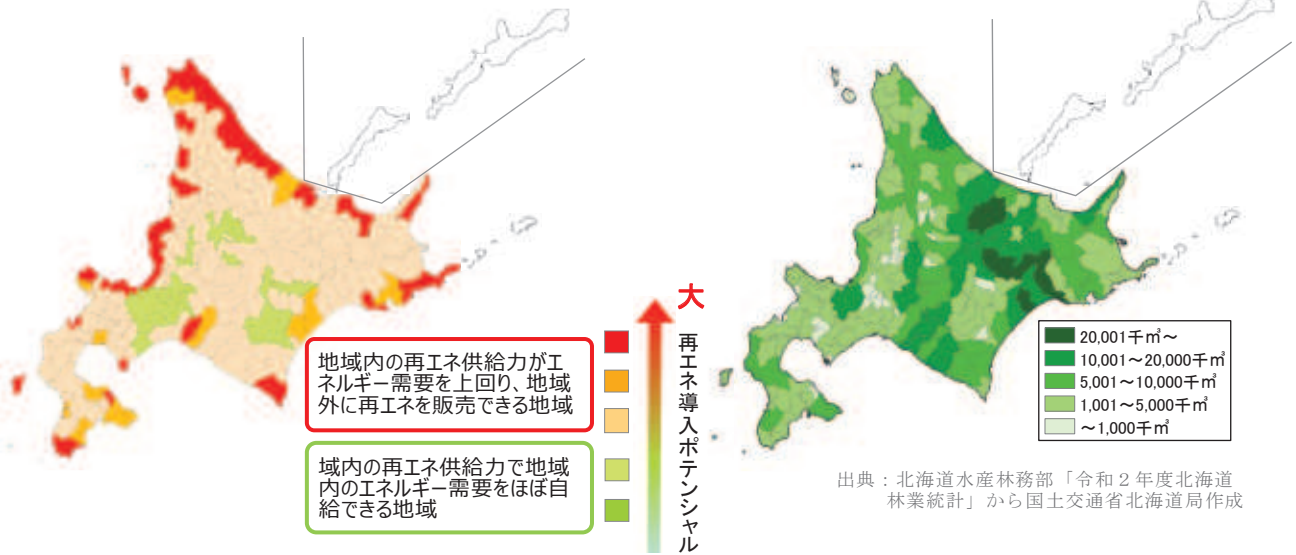 地域内の再エネ供給力がエ
ネルギー需要を上回り、地域
外に再エネを販売できる地域
域内の再エネ供給力で地域
内のエネルギー需要をほぼ自
給できる地域
大
再エネ導入ポテンシャル
20,001千㎥~
10,001~20,000千㎥
5,001~10,000千㎥
1,001~5,000千㎥
~1,000千㎥
出典:北海道水産林務部「令和2年度北海道
林業統計」から国土交通省北海道局作成